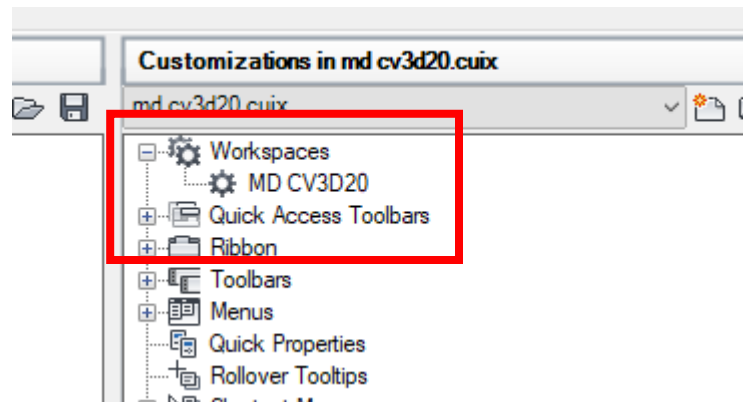 Customizations in md cv3d20.cuix
md cv3d20.cuix
Workspaces
MD CV3D20
Quick Access Toolbars
Ribbon
Toolbars
Menus
Quick Properties
Rollover Tooltips